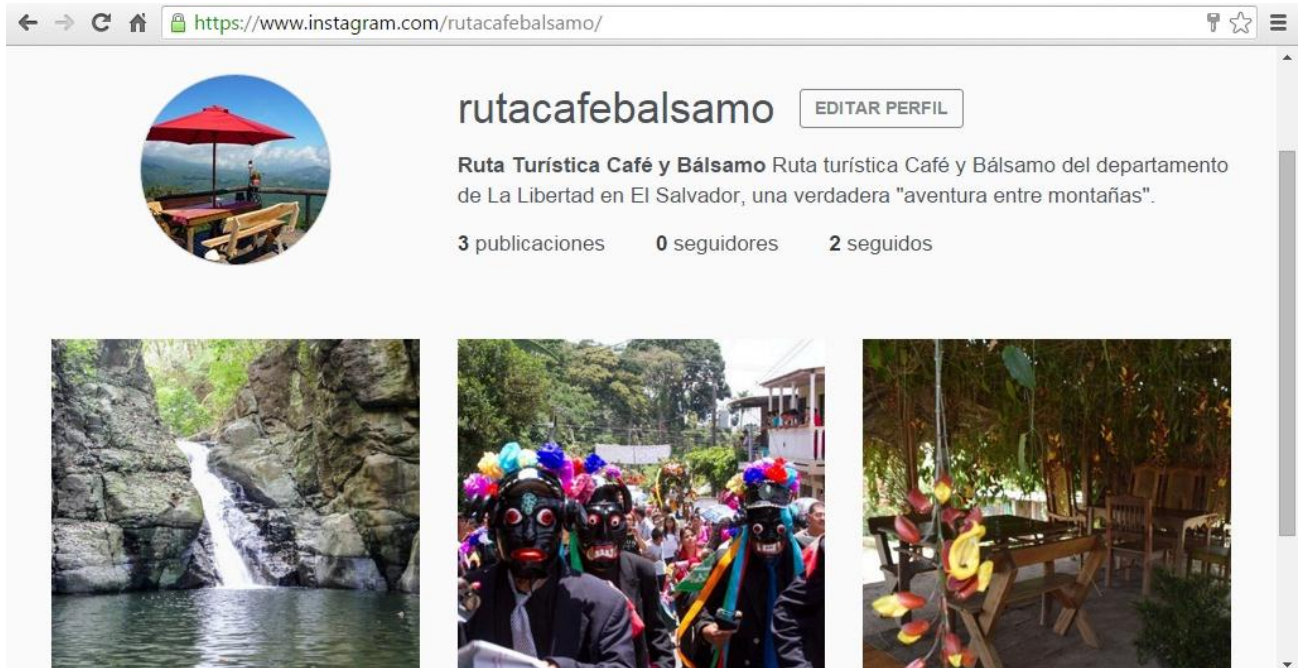 https://www.instagram.com/rutacafebalsamo/
rutacafebalsamo EDITAR PERFIL
Ruta Turística Café y Bálsamo Ruta turística Café y Bálsamo del departamento
de La Libertad en El Salvador, una verdadera "aventura entre montañas".
3 publicaciones 0 seguidores 2 seguidos